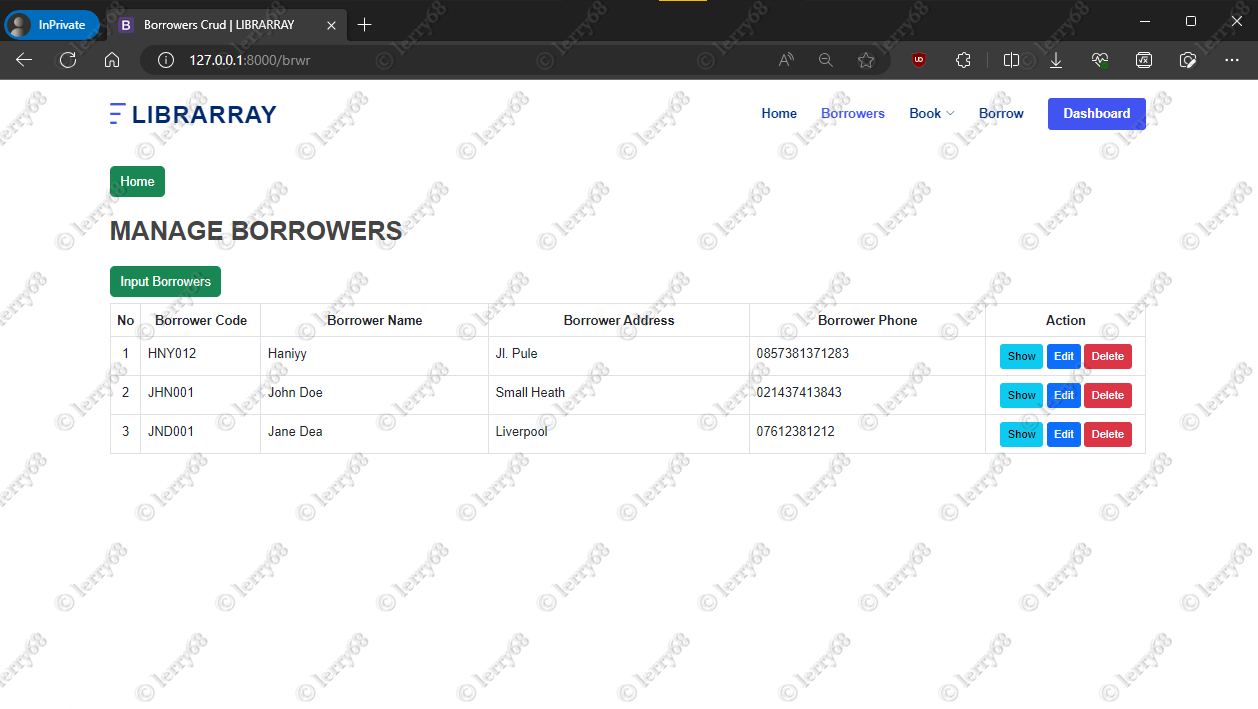 InPrivate
Borrowers Crud | LIBRARRAY
127.0.0.1:8000/brwr
LIBRARRAY
Home Borrowers Book Borrow Dashboard
Home
MANAGE BORROWERS
Input Borrowers
No Borrower Code Borrower Name Borrower Address Borrower Phone Action
1 HNY012 Haniyy Jl. Pule 0857381371283 Show Edit Delete
2 JHN001 John Doe Small Heath 021437413843 Show Edit Delete
3 JND001 Jane Dea Liverpool 07612381212 Show Edit Delete
© lerry68